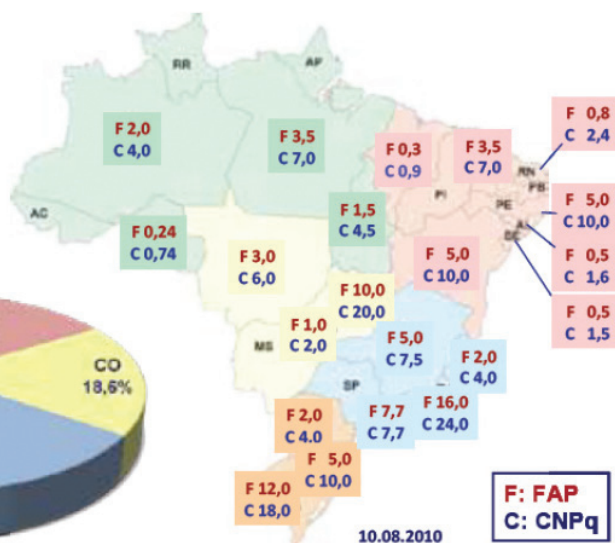 RR
AP
F 2,0
C 4,0
F 3,5
C 7,0
F 0,3
C 0,9
F 3,5
C 7,0
F 0,8
C 2,4
RN
PB
PI
PE
AL
SE
AC
F 0,24
C 0,74
F 1,5
C 4,5
F 5,0
C 10,0
F 5,0
C 10,0
F 0,5
C 1,6
F 0,5
C 1,5
F 3,0
C 6,0
F 10,0
C 20,0
F 1,0
C 2,0
MS
F 5,0
C 7,5
F 2,0
C 4,0
SP
F 7,7
C 7,7
F 16,0
C 24,0
F 2,0
C 4.0
F 5,0
C 10,0
F 12,0
C 18,0
CO
18,6%
F: FAP
C: CNPq
10.08.2010